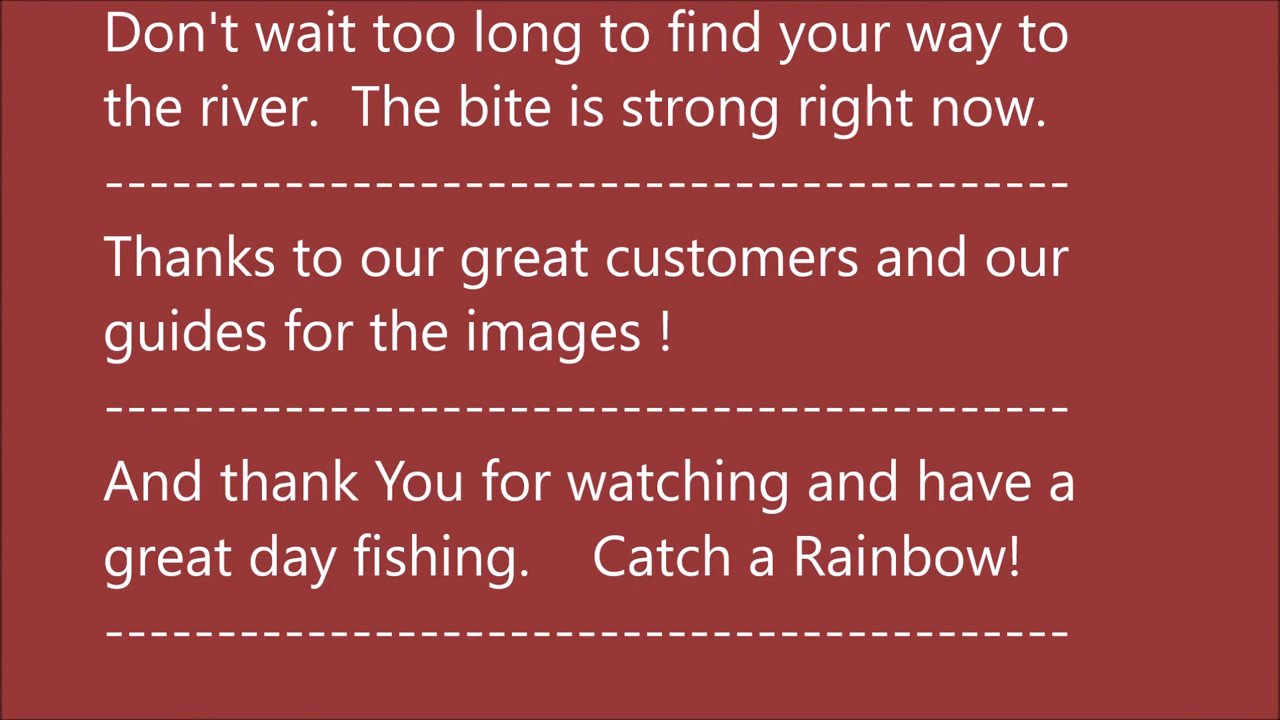 Don't wait too long to find your way to
the river.  The bite is strong right now.
-------------------------------------------
Thanks to our great customers and our
guides for the images !
-------------------------------------------
And thank You for watching and have a
great day fishing.    Catch a Rainbow!
-------------------------------------------